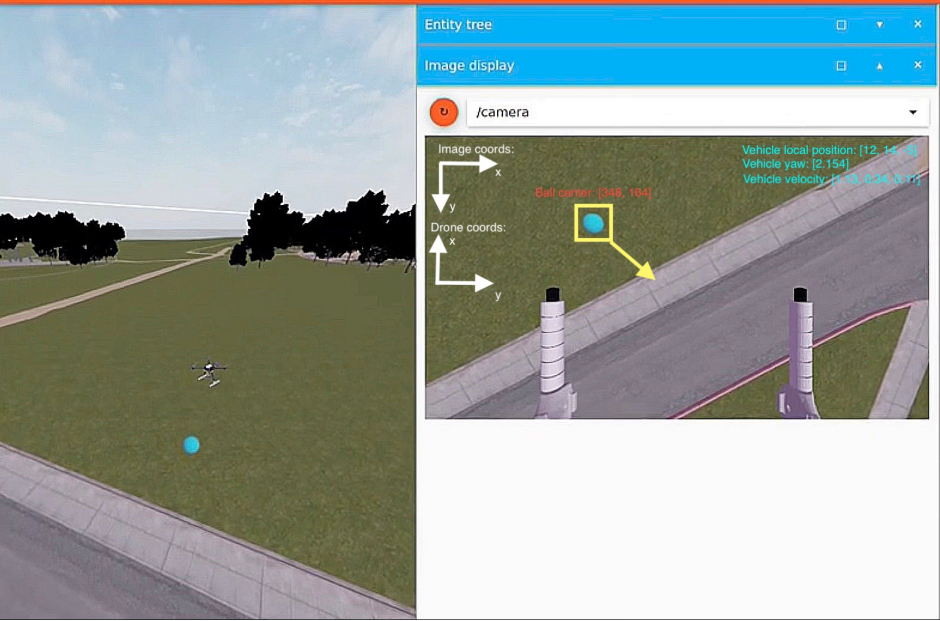 Entity tree
Image display
/camera
Image coords:
x
y
Drone coords:
x
y
Ball center: [348, 164]
Vehicle local position: [12, 14, -5]
Vehicle yaw: [2.154]
Vehicle velocity: